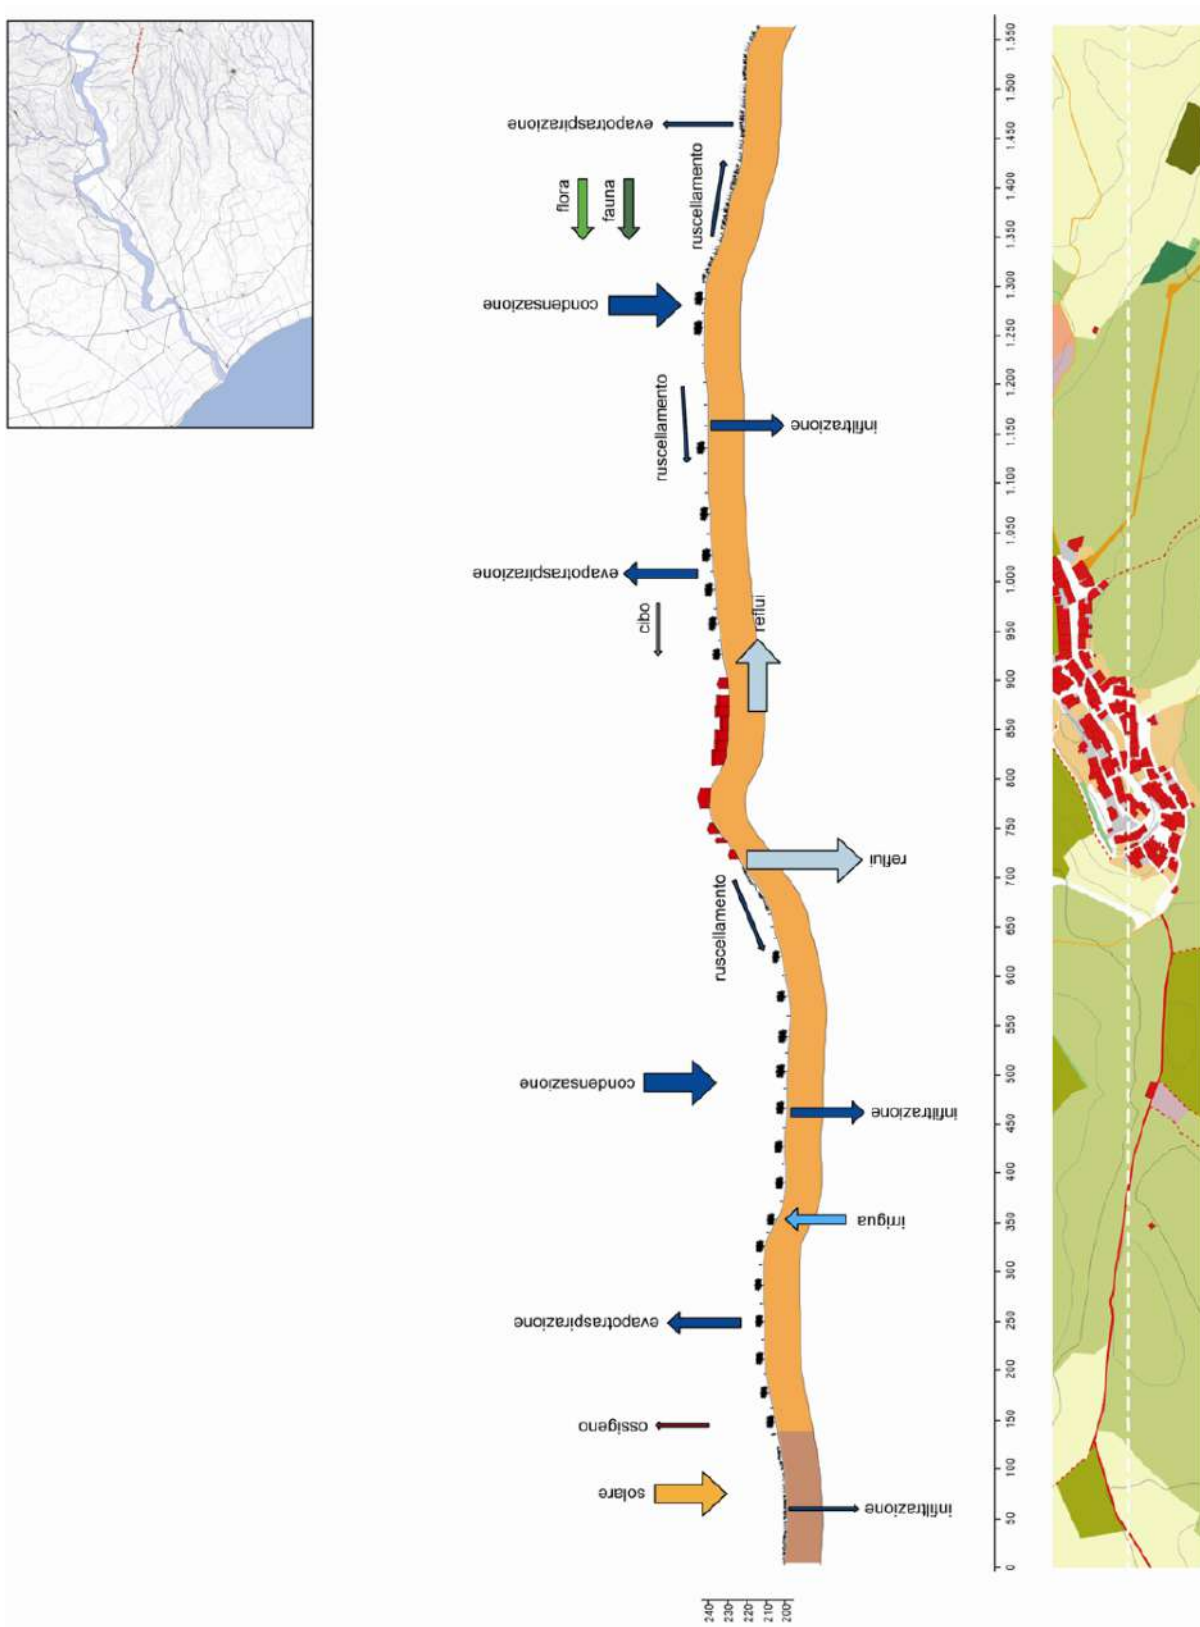 evapotraspirazione
flora
fauna
ruscellamento
condensazione
ruscellamento
infiltrazione
evapotraspirazione
cibo
reflui
reflui
ruscellamento
condensazione
infiltrazione
irrigua
evapotraspirazione
ossigeno
solare
infiltrazione
240
230
220
210
200
0
50
100
150
200
250
300
350
400
450
500
550
600
650
700
750
800
850
900
950
1.000
1.050
1.100
1.150
1.200
1.250
1.300
1.350
1.400
1.450
1.500
1.550